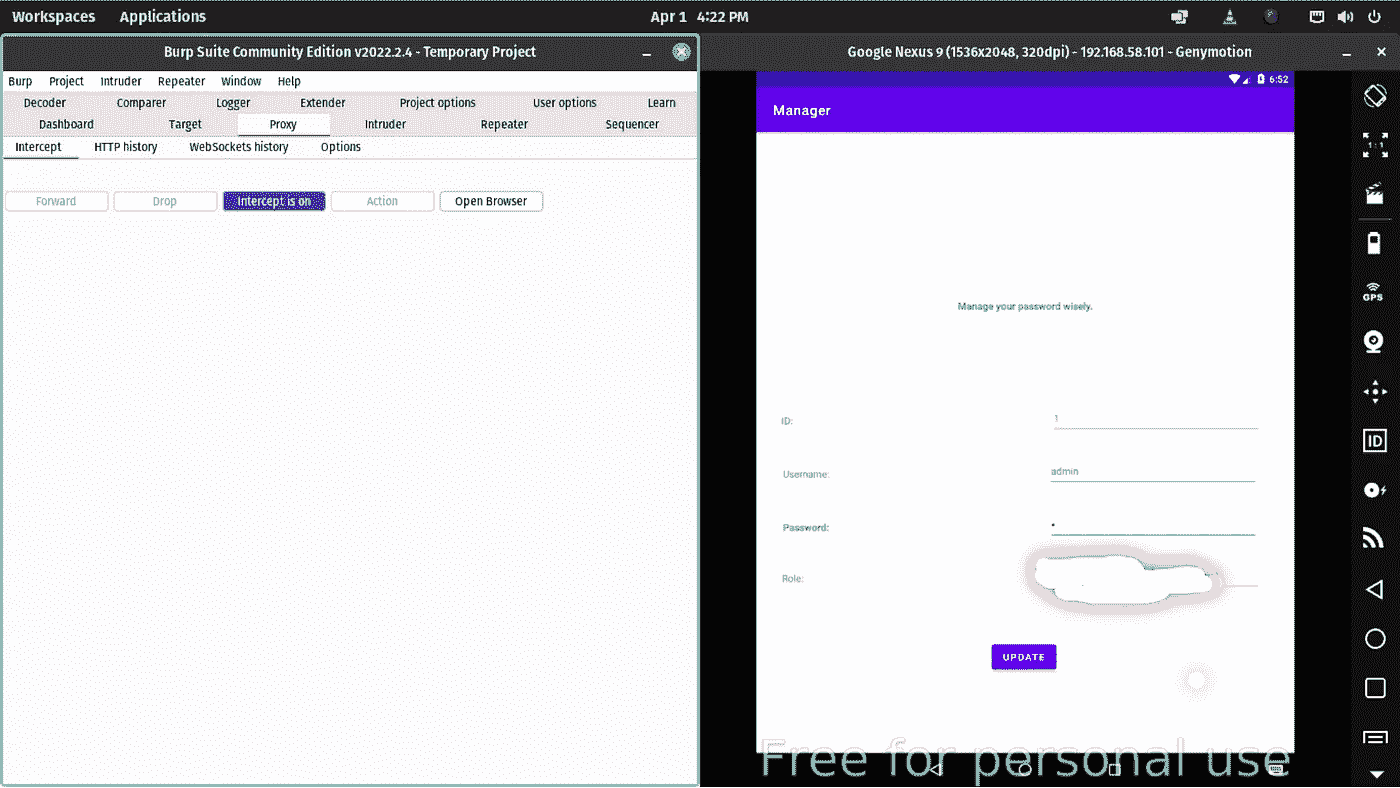 Workspaces Applications Apr 1 4:22 PM
Burp Suite Community Edition v2022.2.4 - Temporary Project
Burp Project Intruder Repeater Window Help
Decoder Comparer Logger Extender Project options User options Learn
Dashboard Target Proxy Intruder Repeater Sequencer
Intercept HTTP history WebSockets history Options
Forward Drop Intercept is on Action Open Browser
Google Nexus 9 (1536x2048, 320dpi) - 192.168.58.101 - Genymotion
6:52
Manager
Manage your password wisely.
ID: 1
Username: admin
Password: •
Role:
UPDATE
Free for personal use
1:1
GPS
ID